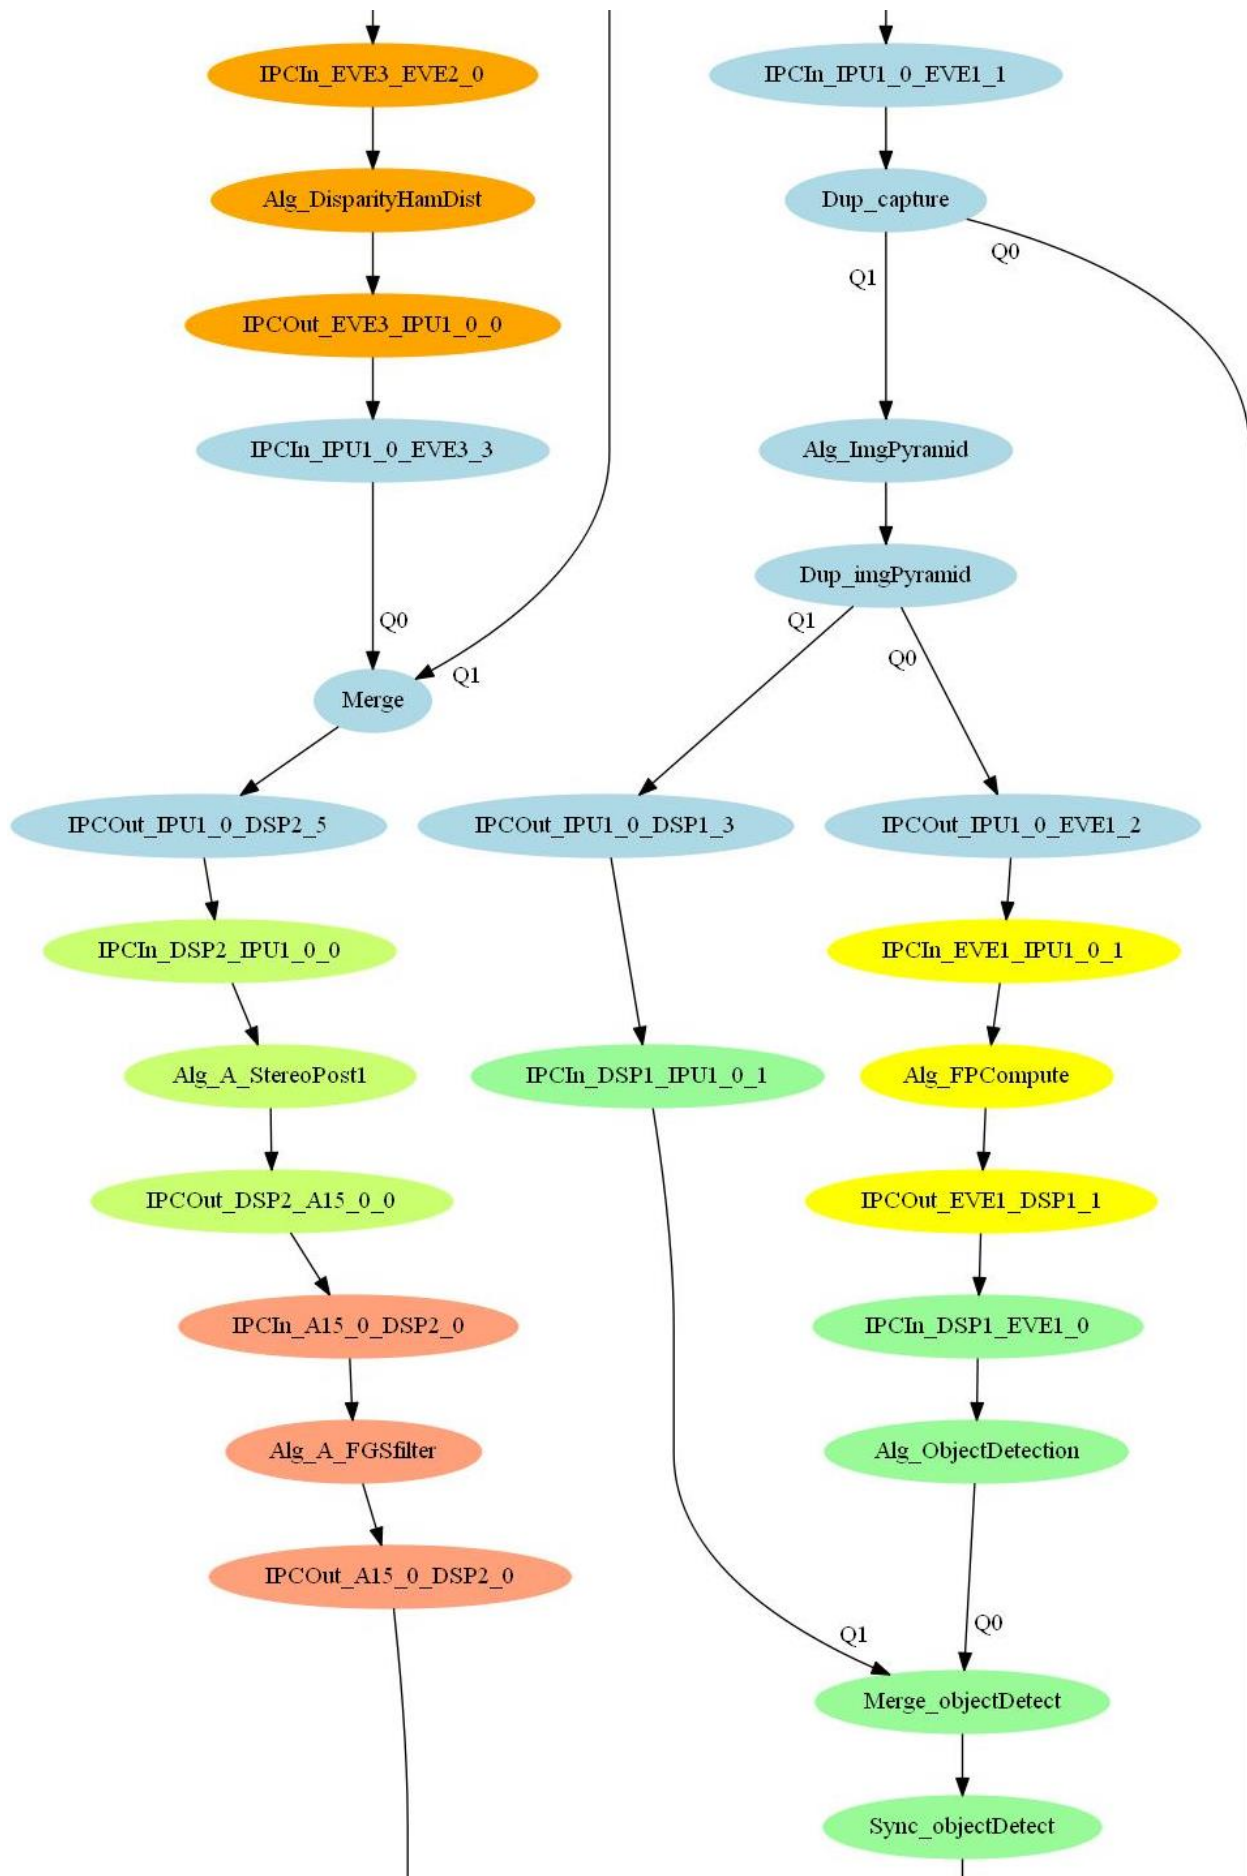 IPCIn_EVE3_EVE2_0
IPCIn_IPU1_0_EVE1_1
Alg_DisparityHamDist
Dup_capture
Q0
Q1
IPCOut_EVE3_IPU1_0_0
IPCIn_IPU1_0_EVE3_3
Alg_ImgPyramid
Dup_imgPyramid
Q0
Q1
Q0
Q1
Merge
IPCOut_IPU1_0_DSP2_5
IPCOut_IPU1_0_DSP1_3
IPCOut_IPU1_0_EVE1_2
IPCIn_DSP2_IPU1_0_0
IPCIn_EVE1_IPU1_0_1
Alg_A_StereoPost1
IPCIn_DSP1_IPU1_0_1
Alg_FPCompute
IPCOut_DSP2_A15_0_0
IPCOut_EVE1_DSP1_1
IPCIn_A15_0_DSP2_0
IPCIn_DSP1_EVE1_0
Alg_A_FGSfilter
Alg_ObjectDetection
IPCOut_A15_0_DSP2_0
Q1
Q0
Merge_objectDetect
Sync_objectDetect